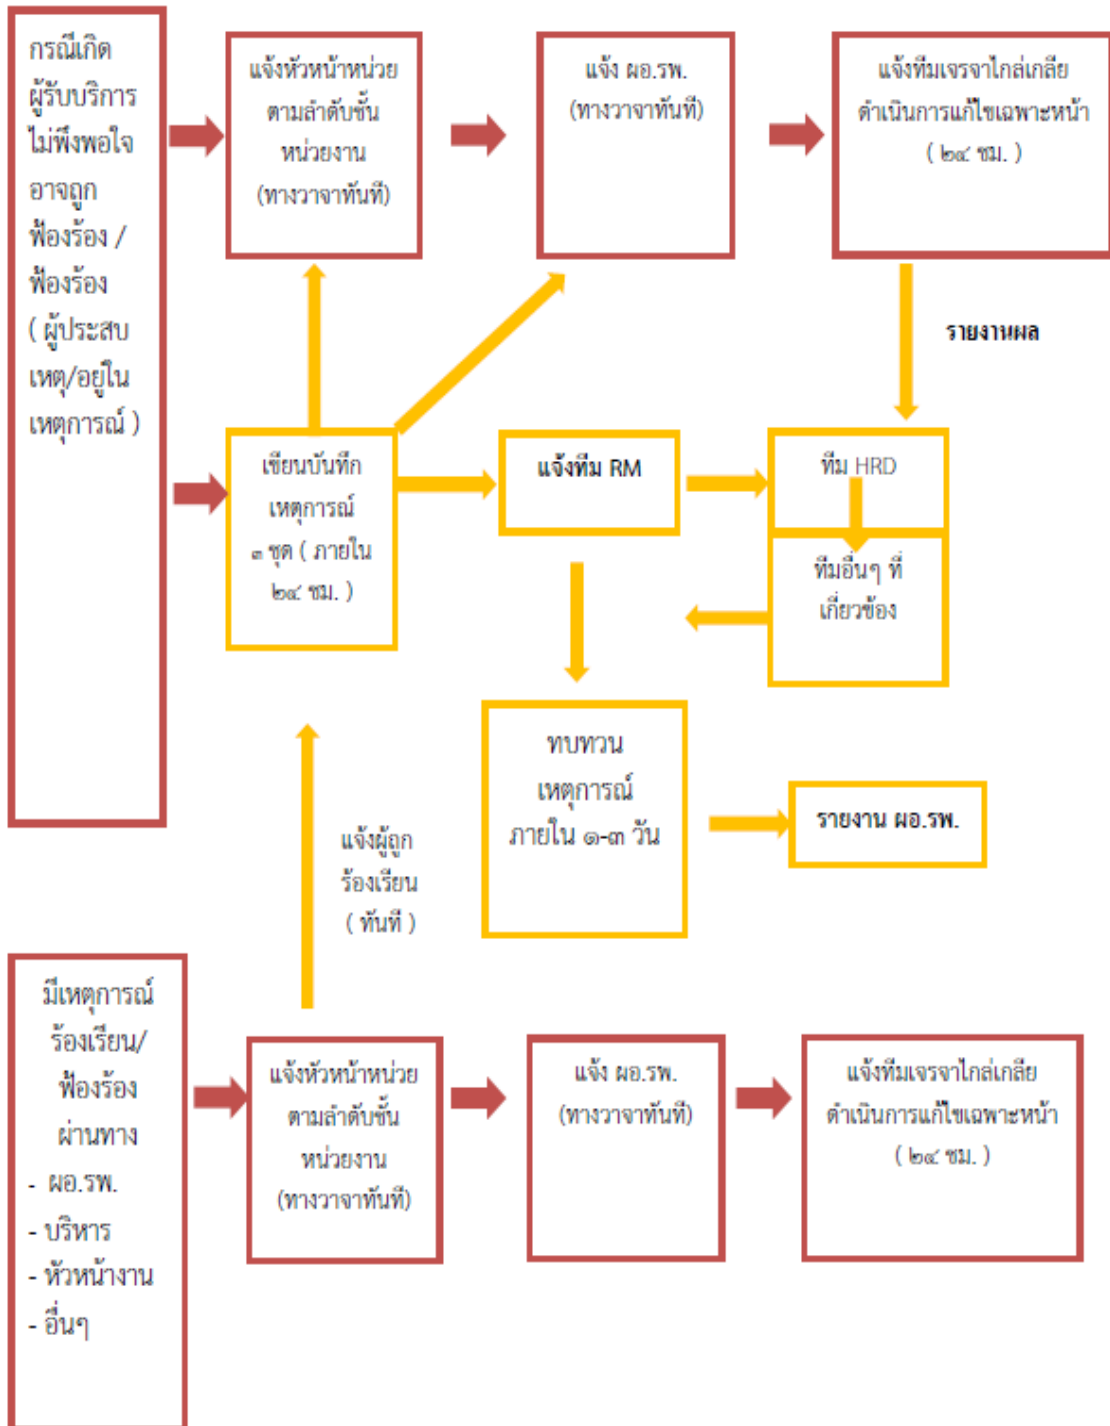 กรณีเกิด
ผู้รับบริการ
ไม่พึงพอใจ
อาจถูก
ฟ้องร้อง /
ฟ้องร้อง
( ผู้ประสบ
เหตุ/อยู่ใน
เหตุการณ์ )
แจ้งหัวหน้าหน่วย
ตามลำดับชั้น
หน่วยงาน
(ทางวาจาทันที)
แจ้ง ผอ.รพ.
(ทางวาจาทันที)
แจ้งทีมเจรจาไกล่เกลี่ย
ดำเนินการแก้ไขเฉพาะหน้า
( ๒๔ ชม. )
รายงานผล
เขียนบันทึก
เหตุการณ์
๓ ชุด ( ภายใน
๒๔ ชม. )
แจ้งทีม RM
ทีม HRD
ทีมอื่นๆ ที่
เกี่ยวข้อง
ทบทวน
เหตุการณ์
ภายใน ๑-๓ วัน
รายงาน ผอ.รพ.
แจ้งผู้ถูก
ร้องเรียน
( ทันที )
มีเหตุการณ์
ร้องเรียน/
ฟ้องร้อง
ผ่านทาง
- ผอ.รพ.
- บริหาร
- หัวหน้างาน
- อื่นๆ
แจ้งหัวหน้าหน่วย
ตามลำดับชั้น
หน่วยงาน
(ทางวาจาทันที)
แจ้ง ผอ.รพ.
(ทางวาจาทันที)
แจ้งทีมเจรจาไกล่เกลี่ย
ดำเนินการแก้ไขเฉพาะหน้า
( ๒๔ ชม. )